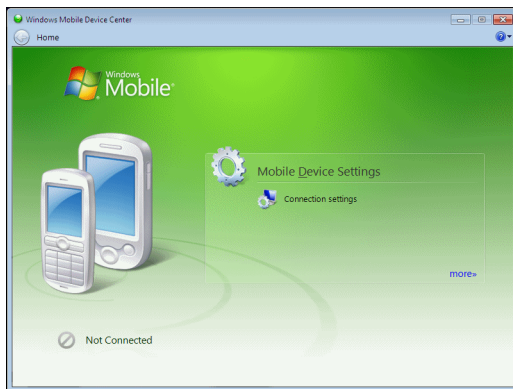 Windows Mobile Device Center
Home
Windows
Mobile
Mobile Device Settings
Connection settings
more»
Not Connected